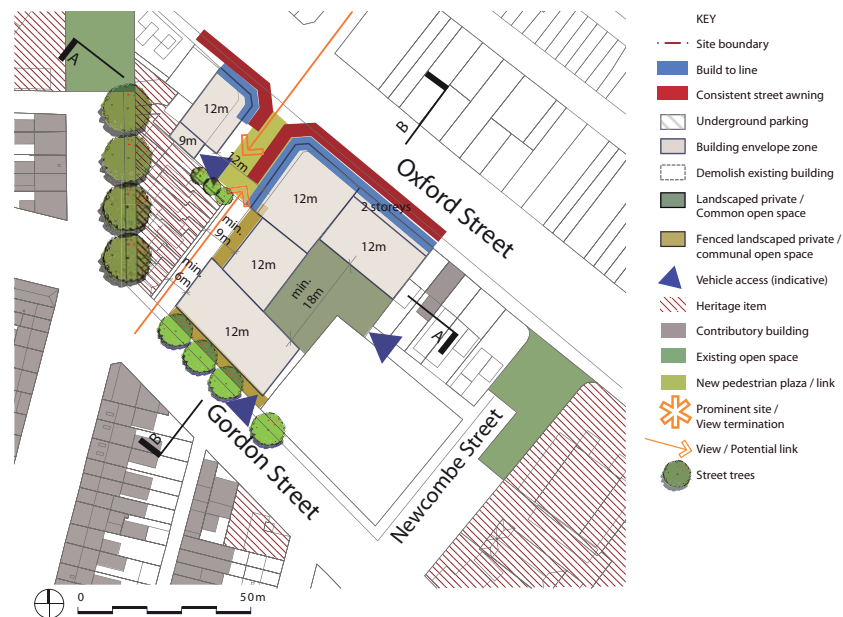 A
12m
9m
12m
B
Oxford Street
12m
2 storeys
12m
min.
9m
12m
min.
6m
min.
18m
12m
A
B
Gordon Street
Newcombe Street
0
50m
KEY
Site boundary
Build to line
Consistent street awning
Underground parking
Building envelope zone
Demolish existing building
Landscaped private /
Common open space
Fenced landscaped private /
communal open space
Vehicle access (indicative)
Heritage item
Contributory building
Existing open space
New pedestrian plaza / link
Prominent site /
View termination
View / Potential link
Street trees